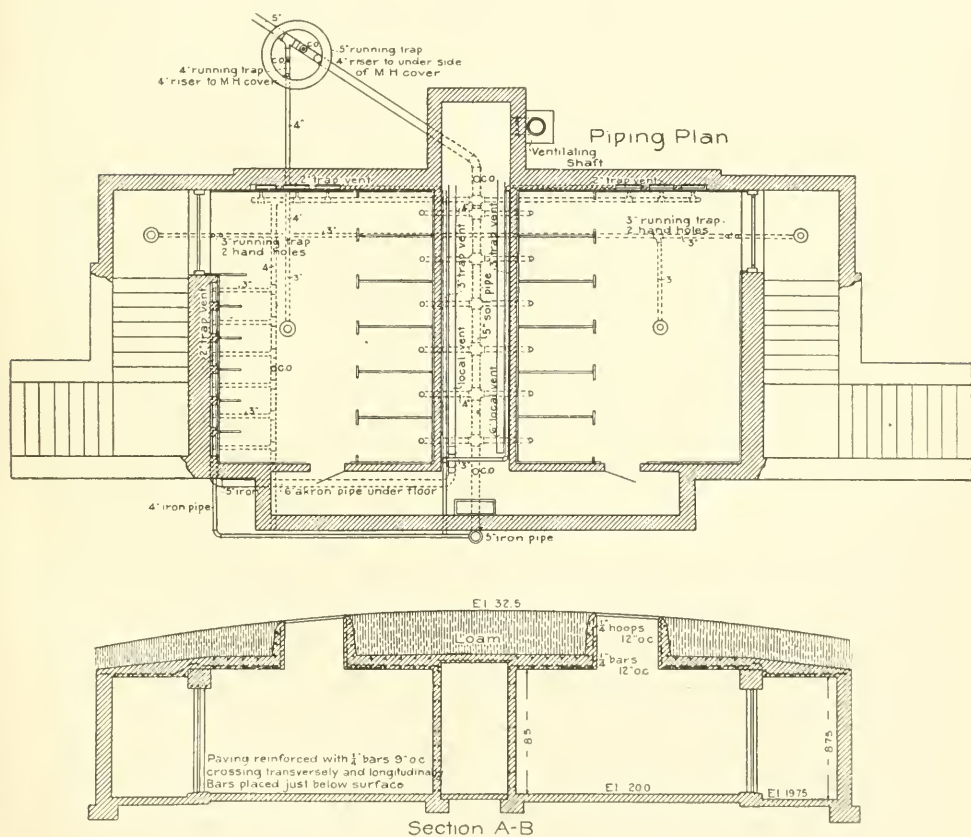 5"
C.O.
5" running trap
4" riser to under side
of M H cover
C.O.
4" running trap
4" riser to M H cover
4"
Piping Plan
Ventilating
Shaft
2" trap vent
C.O.
2" trap vent
4"
4"
3" running trap
2 hand holes
3"
3" running trap
2 hand holes
3"
4"
3"
3"
3" trap vent
5" soil pipe
3" trap vent
3
2" trap vent
C.O.
local vent
4"
6" local vent
3"
3"
C.O.
5" iron
6" akron pipe under floor
4" iron pipe
5" iron pipe
El 32.5
Loam
1/4" hoops
12" o c
1/4" bars
12" o.c
Paving reinforced with 1/4" bars 9" o c
crossing transversely and longitudinally
Bars placed just below surface
8.5
8.75
El 20.0
El 19.75
Section A-B